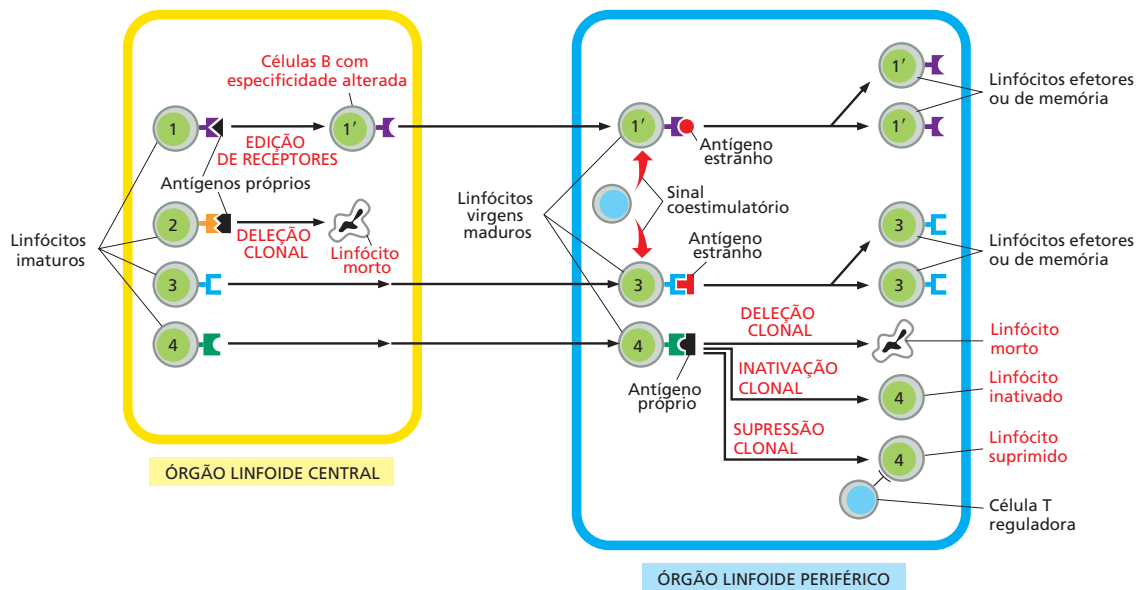 Células B com
especificidade alterada
1
1′
EDIÇÃO
DE RECEPTORES
Antígenos próprios
2
DELEÇÃO
CLONAL
Linfócito
morto
Linfócitos
imaturos
3
4
ÓRGÃO LINFOIDE CENTRAL
1′
Antígeno
estranho
Sinal
coestimulatório
Linfócitos
virgens
maduros
Antígeno
estranho
3
4
Antígeno
próprio
1′
1′
Linfócitos efetores
ou de memória
3
3
Linfócitos efetores
ou de memória
DELEÇÃO
CLONAL
Linfócito
morto
INATIVAÇÃO
CLONAL
4
Linfócito
inativado
SUPRESSÃO
CLONAL
4
Linfócito
suprimido
Célula T
reguladora
ÓRGÃO LINFOIDE PERIFÉRICO